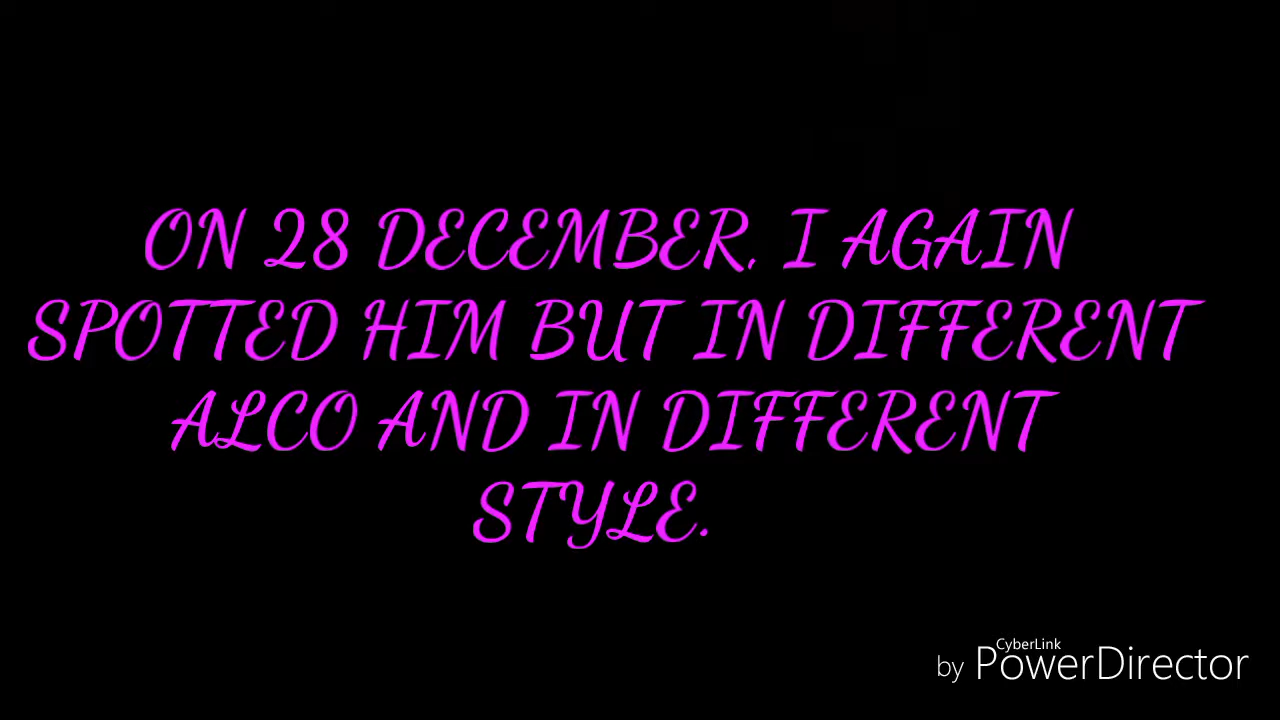 ON 28 DECEMBER, I AGAIN
SPOTTED HIM BUT IN DIFFERENT
ALCO AND IN DIFFERENT
STYLE.
CyberLink
by PowerDirector